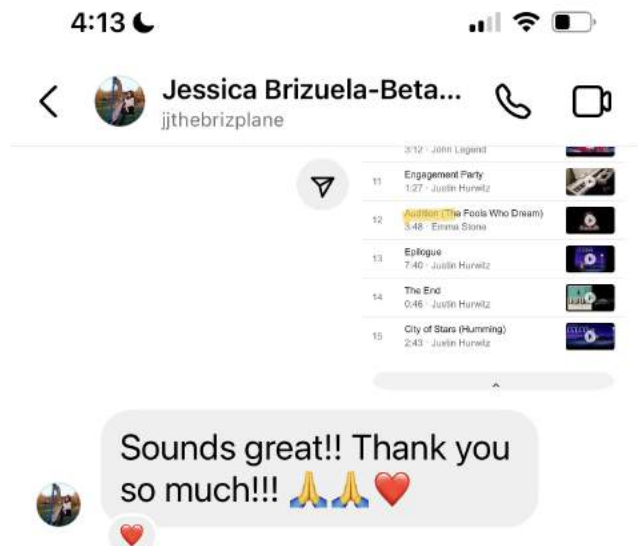 4:13
Jessica Brizuela-Beta...
jjthebrizplane
3:12 · John Legend
11 Engagement Party
1:27 · Justin Hurwitz
12 Audition (The Fools Who Dream)
3:48 · Emma Stone
13 Epilogue
7:40 · Justin Hurwitz
14 The End
0:46 · Justin Hurwitz
15 City of Stars (Humming)
2:43 · Justin Hurwitz
Sounds great!! Thank you
so much!!! 🙏🙏❤️